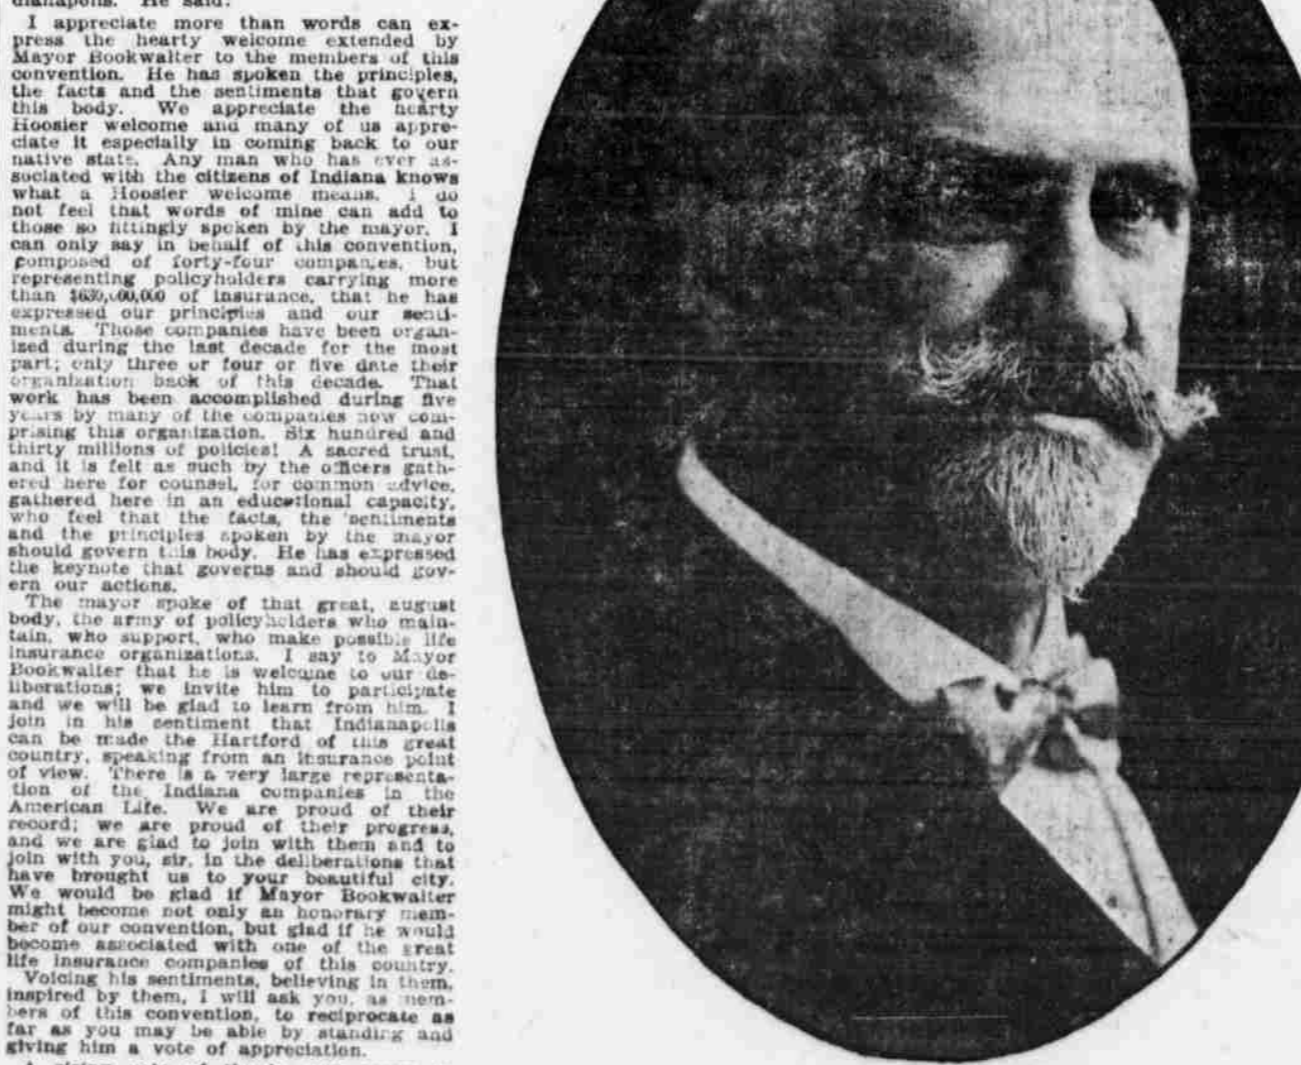 dianapolis. He said:
I appreciate more than words can ex-
press the hearty welcome extended by
Mayor Bookwalter to the members of this
convention. He has spoken the principles,
the facts and the sentiments that govern
this body. We appreciate the hearty
Hoosier welcome and many of us appre-
ciate it especially in coming back to our
native state. Any man who has ever as-
sociated with the citizens of Indiana knows
what a Hoosier welcome means. I do
not feel that words of mine can add to
those so fittingly spoken by the mayor. I
can only say in behalf of this convention,
composed of forty-four companies, but
representing policyholders carrying more
than $630,000,000 of insurance, that he has
expressed our principles and our senti-
ments. Those companies have been organ-
ized during the last decade for the most
part; only three or four or five date their
organization back of this decade. That
work has been accomplished during five
years by many of the companies now com-
prising this organization. Six hundred and
thirty millions of policies! A sacred trust,
and it is felt as such by the officers gath-
ered here for counsel, for common advice,
gathered here in an educational capacity,
who feel that the facts, the sentiments
and the principles spoken by the mayor
should govern this body. He has expressed
the keynote that governs and should gov-
ern our actions.
The mayor spoke of that great, august
body, the army of policyholders who main-
tain, who support, who make possible life
insurance organizations. I say to Mayor
Bookwalter that he is welcome to our de-
liberations; we invite him to participate
and we will be glad to learn from him. I
join in his sentiment that Indianapolis
can be made the Hartford of this great
country, speaking from an insurance point
of view. There is a very large representa-
tion of the Indiana companies in the
American Life. We are proud of their
record; we are proud of their progress,
and we are glad to join with them and to
join with you, sir, in the deliberations that
have brought us to your beautiful city.
We would be glad if Mayor Bookwalter
might become not only an honorary mem-
ber of our convention, but glad if he would
become associated with one of the great
life insurance companies of this country.
Voicing his sentiments, believing in them,
inspired by them, I will ask you, as mem-
bers of this convention, to reciprocate as
far as you may be able by standing and
giving him a vote of appreciation.